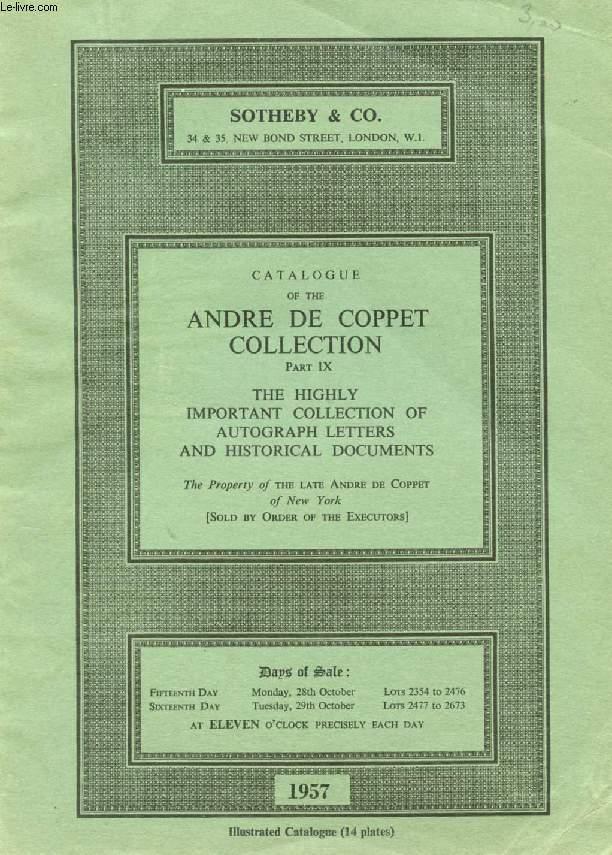 Le-livre.com
SOTHEBY & CO.
34 & 35, NEW BOND STREET, LONDON, W.1.
CATALOGUE
OF THE
ANDRE DE COPPET
COLLECTION
PART IX
THE HIGHLY
IMPORTANT COLLECTION OF
AUTOGRAPH LETTERS
AND HISTORICAL DOCUMENTS
The Property of THE LATE ANDRE DE COPPET
of New York
[SOLD BY ORDER OF THE EXECUTORS]
Days of Sale:
FIFTEENTH DAY Monday, 28th October LOTS 2354 to 2476
SIXTEENTH DAY Tuesday, 29th October LOTS 2477 to 2673
AT ELEVEN O'CLOCK PRECISELY EACH DAY
1957
Illustrated Catalogue (14 plates)